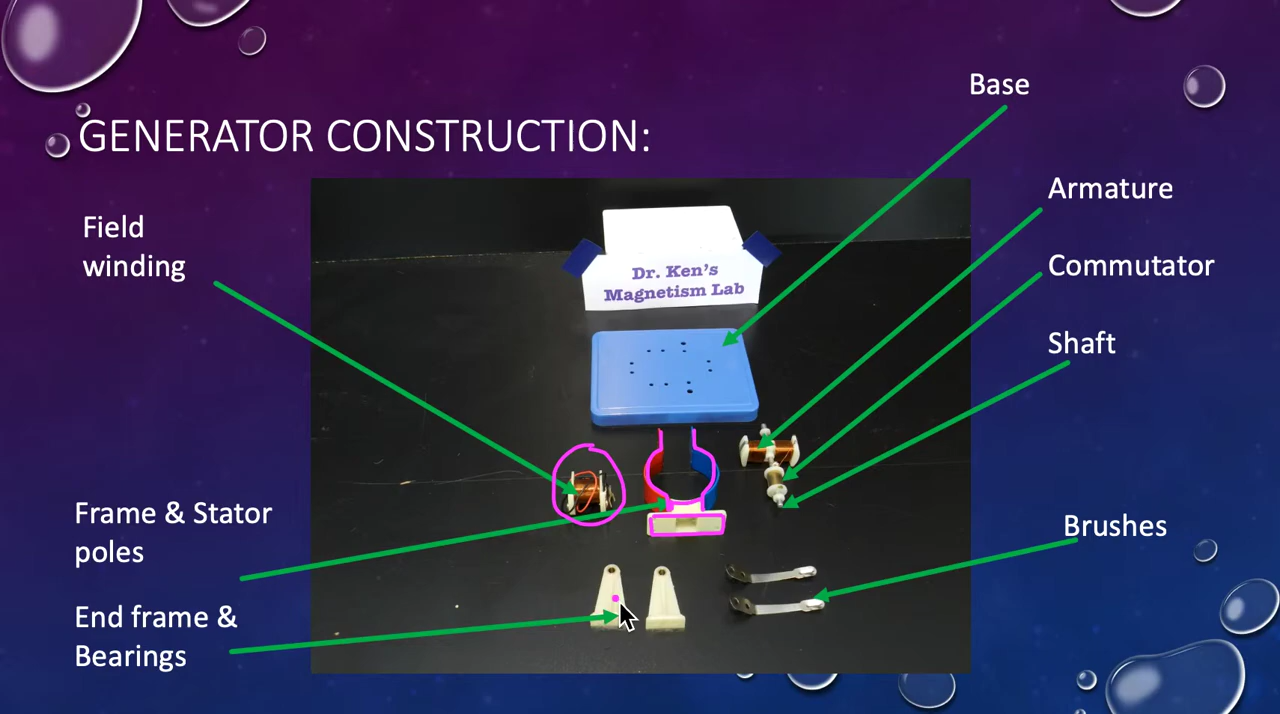 GENERATOR CONSTRUCTION:
Base
Armature
Commutator
Shaft
Brushes
Field
winding
Dr. Ken's
Magnetism Lab
Frame & Stator
poles
End frame &
Bearings